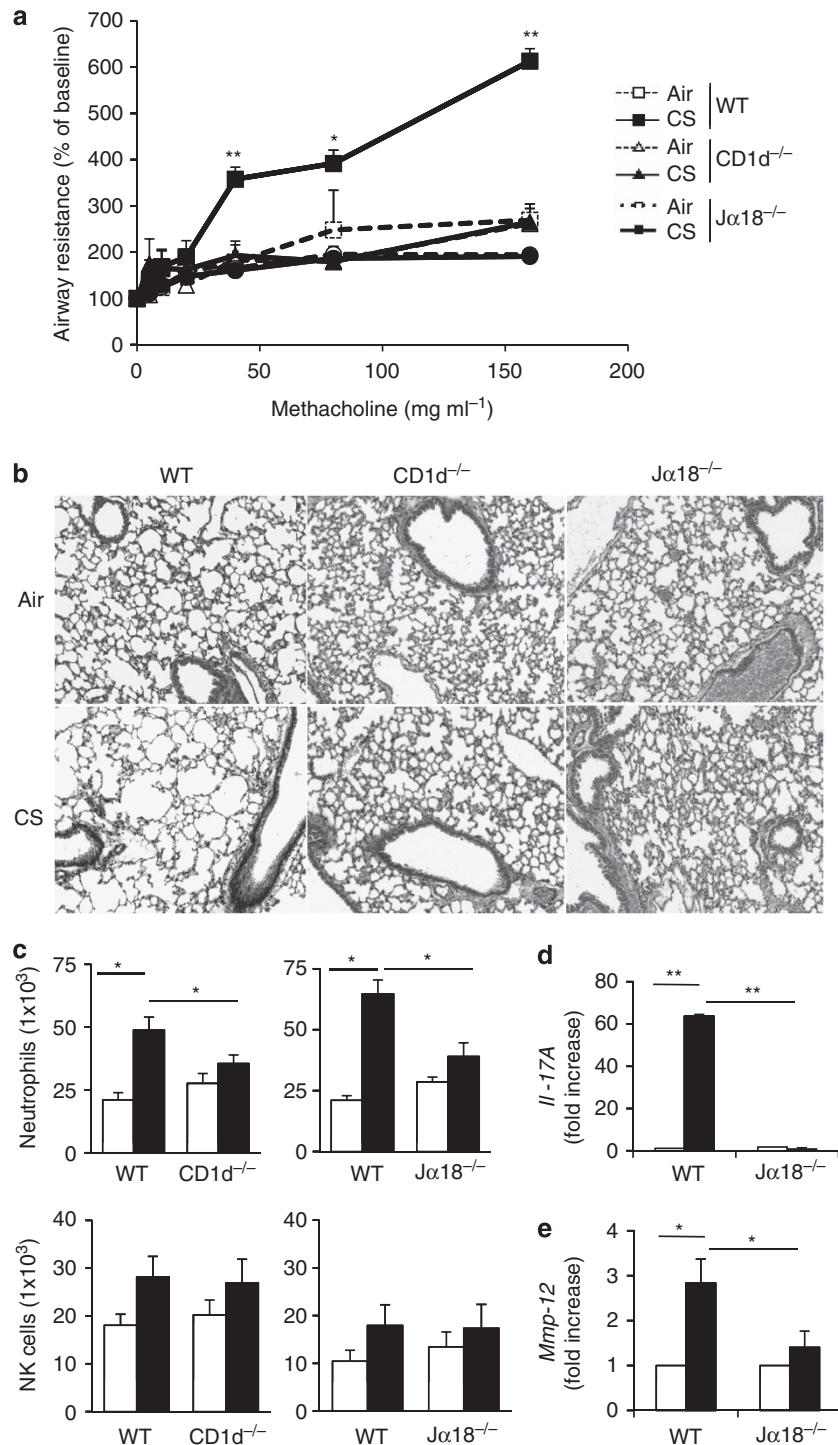 a
Airway resistance (% of baseline)
700
600
500
400
300
200
100
0
**
*
**
0
50
100
150
200
Methacholine (mg ml⁻¹)
Air
CS
WT
Air
CS
CD1d⁻/⁻
Air
CS
Jα18⁻/⁻
b
WT
CD1d⁻/⁻
Jα18⁻/⁻
Air
CS
c
Neutrophils (1x10³)
75
50
25
0
*
*
WT
CD1d⁻/⁻
75
50
25
0
*
*
WT
Jα18⁻/⁻
d
Il-17A
(fold increase)
80
60
40
20
0
**
**
WT
Jα18⁻/⁻
NK cells (1x10³)
40
30
20
10
0
WT
CD1d⁻/⁻
40
30
20
10
0
WT
Jα18⁻/⁻
e
Mmp-12
(fold increase)
4
3
2
1
0
*
*
WT
Jα18⁻/⁻